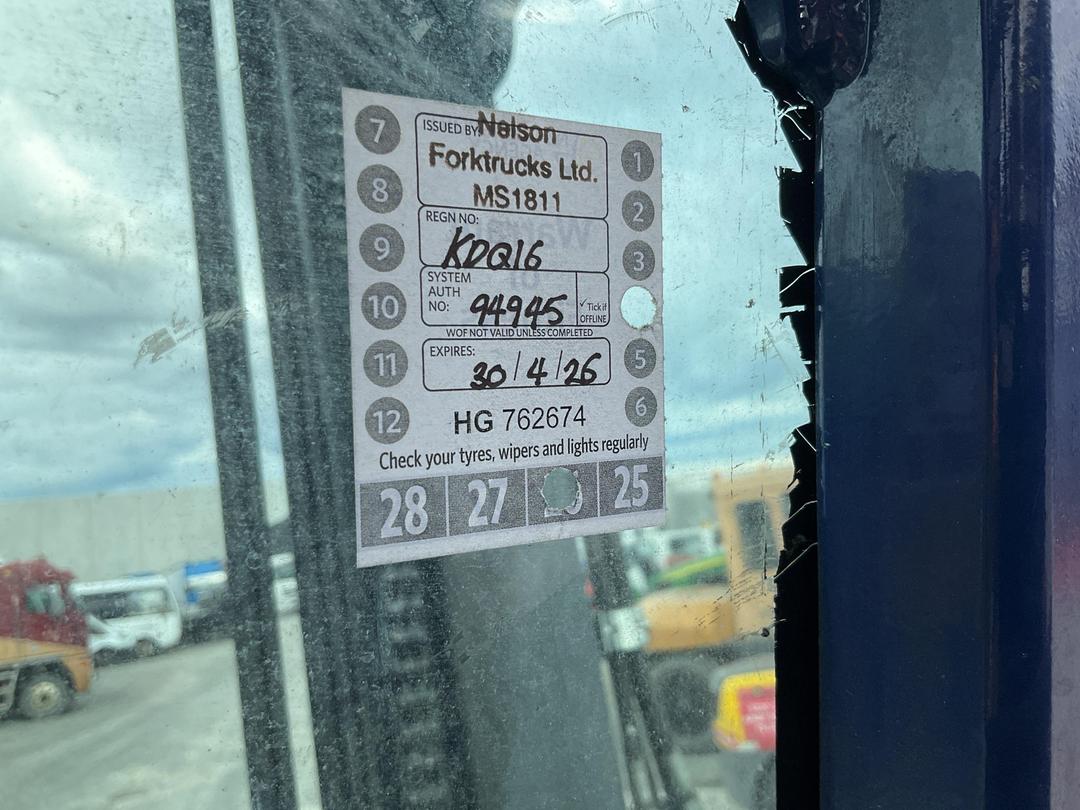 7
8
9
10
11
12
ISSUED BY:
Nelson
Forktrucks Ltd.
MS1811
REGN NO:
KDQ16
SYSTEM
AUTH
NO:
94945
✓Tick if
OFFLINE
WOF NOT VALID UNLESS COMPLETED
EXPIRES:
30/4/26
HG 762674
Check your tyres, wipers and lights regularly
28 27 25
1
2
3
5
6